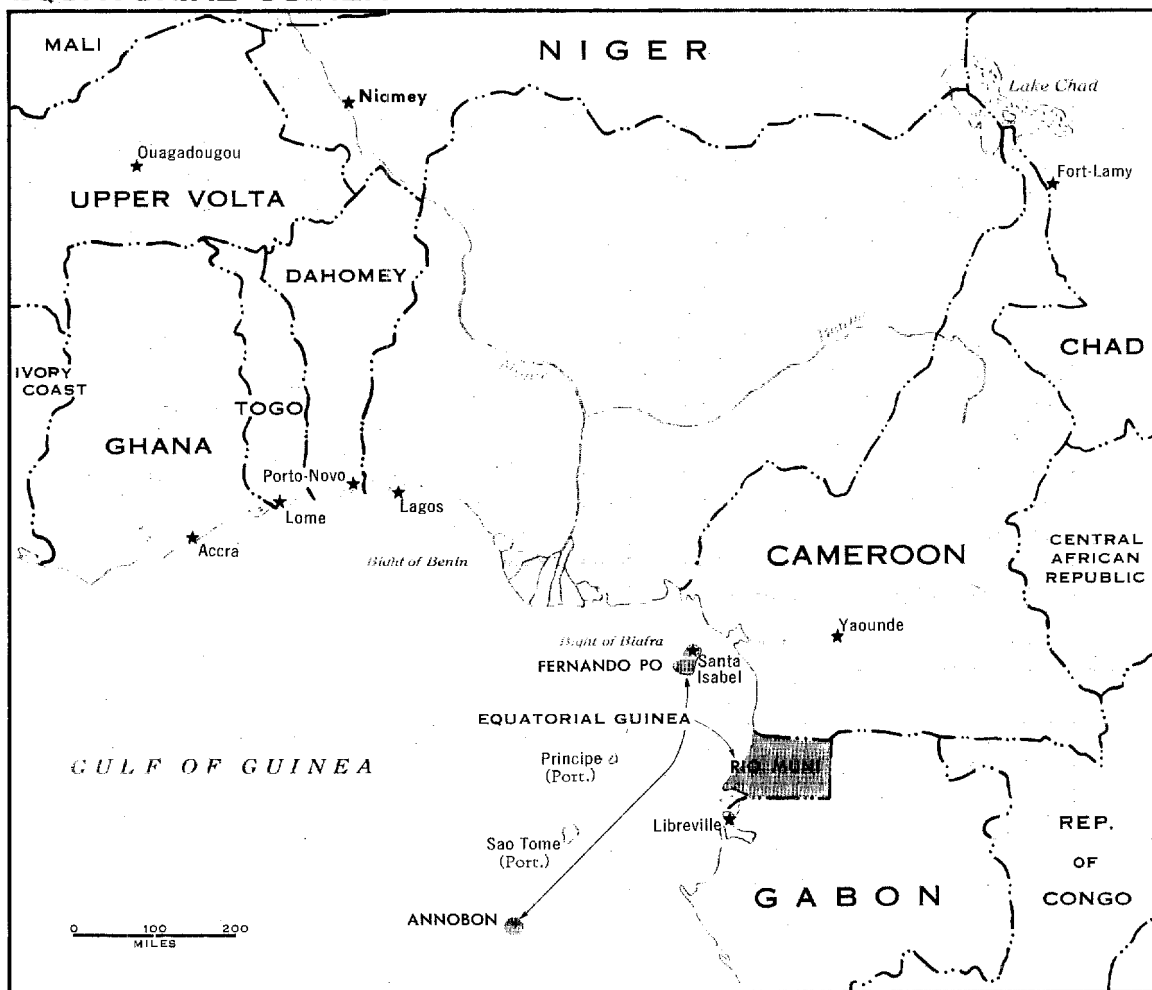 MALI
NIGER
Lake Chad
Niamey
Ouagadougou
Fort-Lamy
UPPER VOLTA
DAHOMEY
CHAD
IVORY
COAST
TOGO
GHANA
Porto-Novo
Lome
Lagos
Accra
Bight of Benin
CAMEROON
CENTRAL
AFRICAN
REPUBLIC
Yaounde
Bight of Biafra
FERNANDO PO
Santa
Isabel
EQUATORIAL GUINEA
GULF OF GUINEA
Principe
(Port.)
RIO MUNI
Libreville
Sao Tome
(Port.)
REP.
OF
CONGO
GABON
ANNOBON
0 100 200
MILES